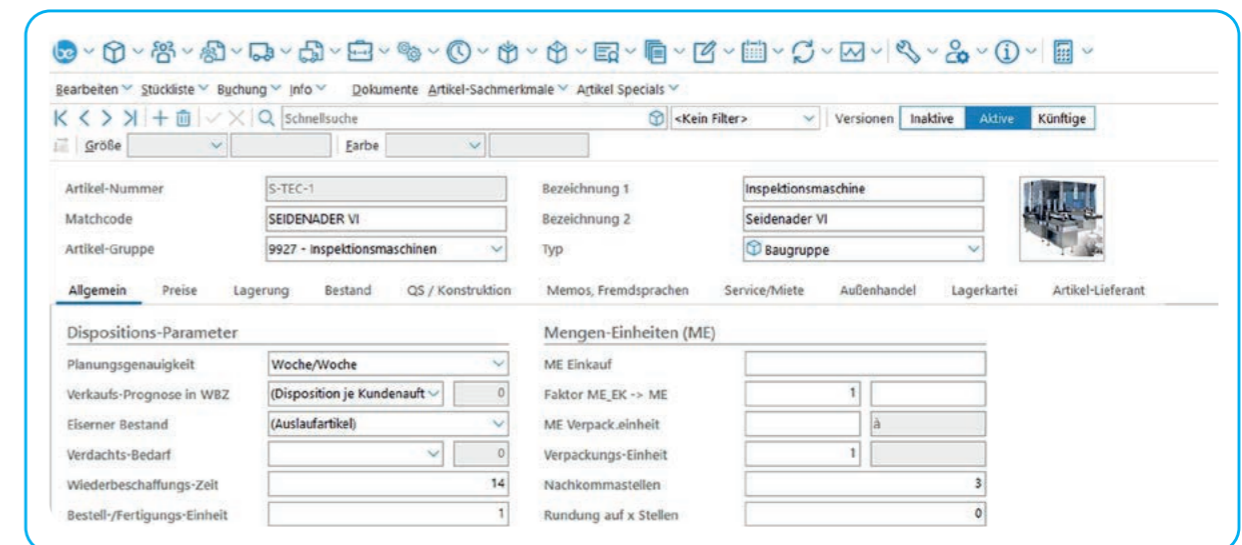 Bearbeiten Stückliste Buchung Info Dokumente Artikel-Sachmerkmale Artikel Specials
Schnellsuche <Kein Filter> Versionen Inaktive Aktive Künftige
Größe Farbe
Artikel-Nummer S-TEC-1 Bezeichnung 1 Inspektionsmaschine
Matchcode SEIDENADER VI Bezeichnung 2 Seidenader VI
Artikel-Gruppe 9927 - Inspektionsmaschinen Typ Baugruppe
Allgemein Preise Lagerung Bestand QS / Konstruktion Memos, Fremdsprachen Service/Miete Außenhandel Lagerkartei Artikel-Lieferant
Dispositions-Parameter Mengen-Einheiten (ME)
Planungsgenauigkeit Woche/Woche ME Einkauf
Verkaufs-Prognose in WBZ (Disposition je Kundenauft 0 Faktor ME_EK -> ME 1
Eiserner Bestand (Auslaufartikel) ME Verpack.einheit à
Verdachts-Bedarf 0 Verpackungs-Einheit 1
Wiederbeschaffungs-Zeit 14 Nachkommastellen 3
Bestell-/Fertigungs-Einheit 1 Rundung auf x Stellen 0